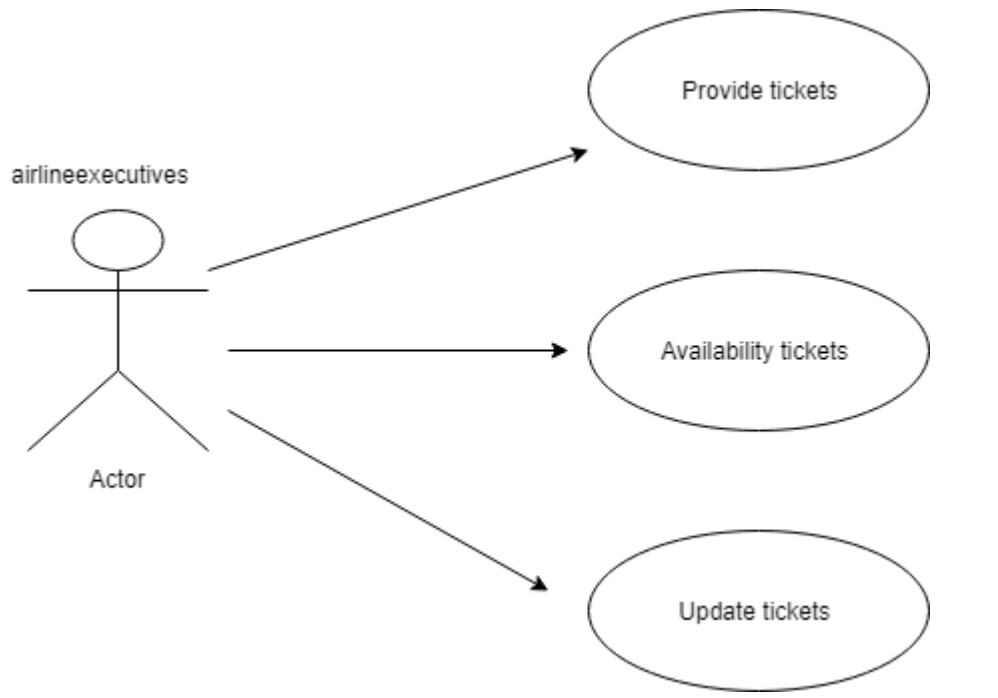 Provide tickets
airlineexecutives
Availability tickets
Actor
Update tickets